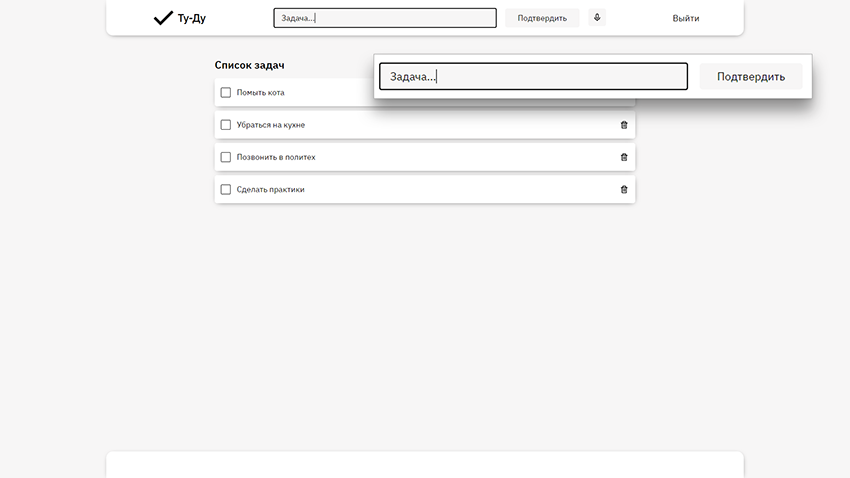 Ту-Ду
Задача...
Подтвердить
Выйти
Список задач
Задача...
Подтвердить
Помыть кота
Убраться на кухне
Позвонить в политех
Сделать практики